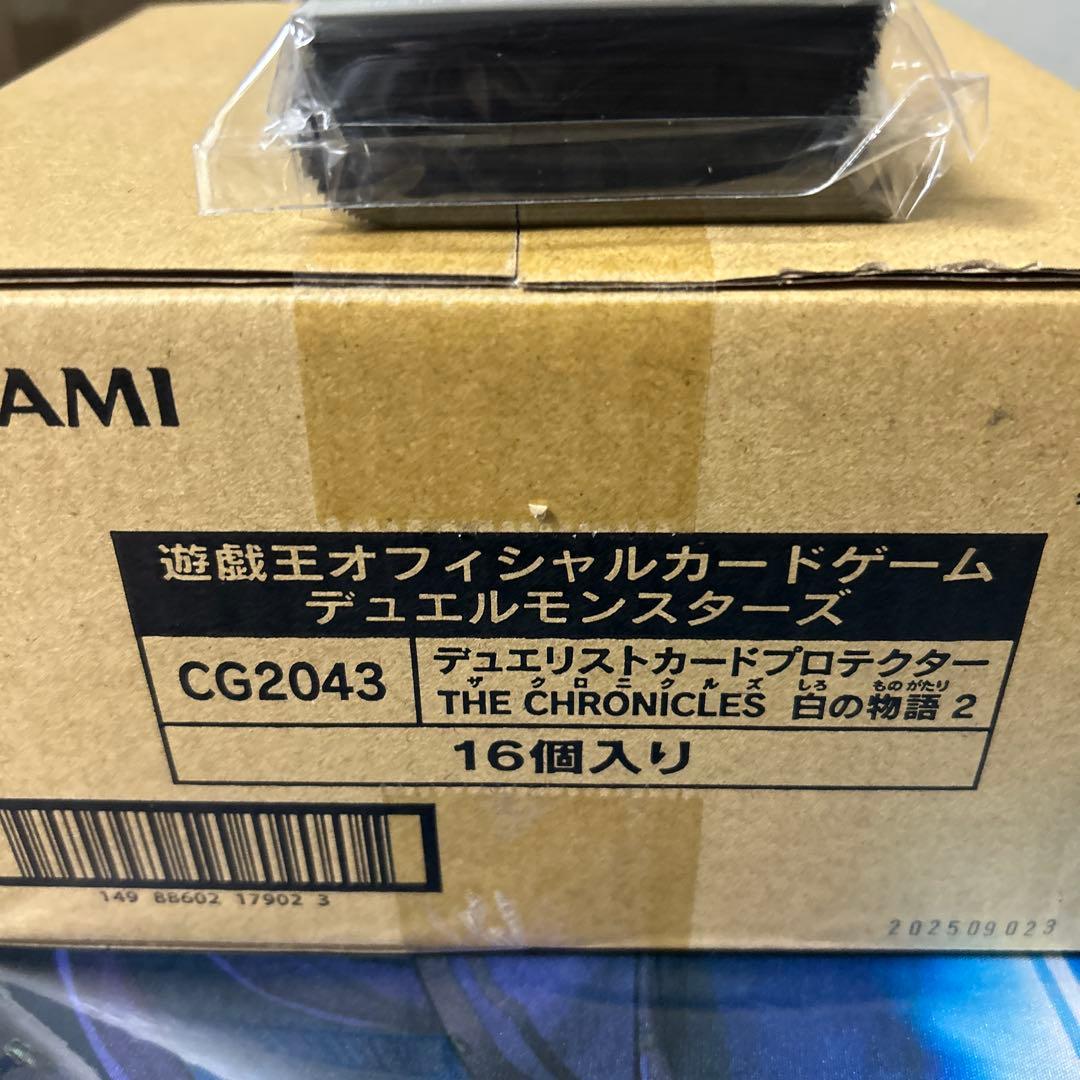 AMI
遊戯王オフィシャルカードゲーム
デュエルモンスターズ
CG2043
デュエリストカードプロテクター
ザ クロニクルズ しろ ものがたり
THE CHRONICLES 白の物語 2
16個入り
149 88602 17902 3
202509023